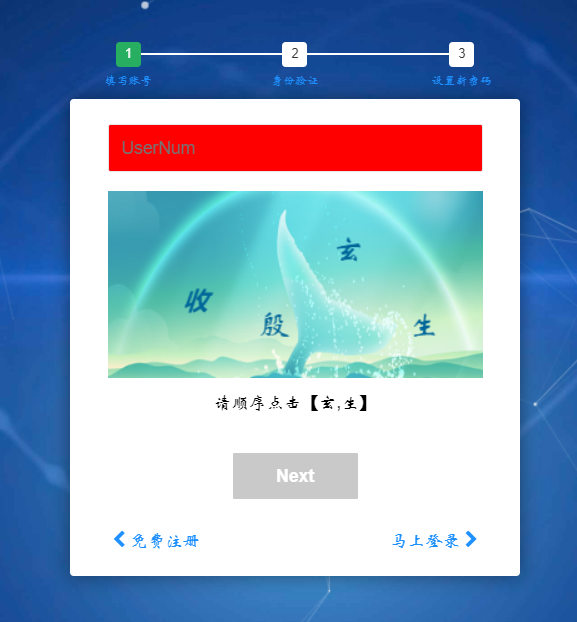 1 2 3
填写账号 身份验证 设置新密码
UserNum
玄
收
殷 生
请顺序点击【玄,生】
Next
免费注册 马上登录